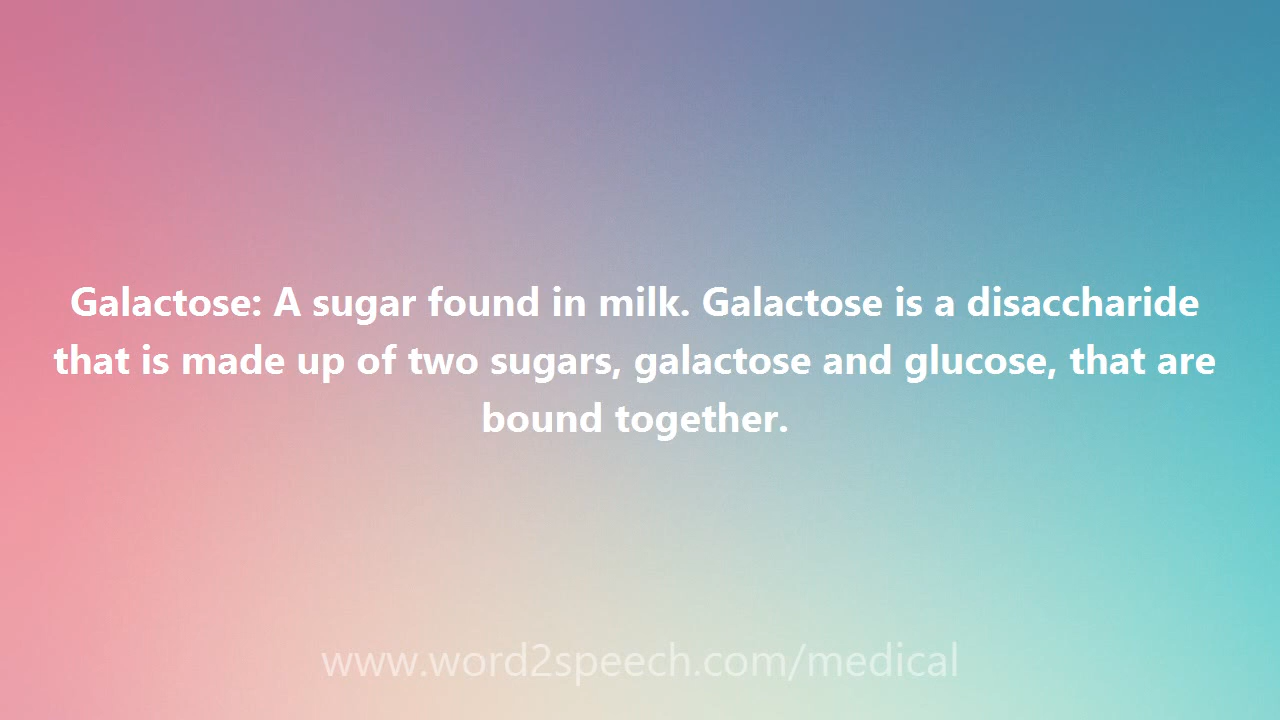 Galactose: A sugar found in milk. Galactose is a disaccharide
that is made up of two sugars, galactose and glucose, that are
bound together.
www.word2speech.com/medical